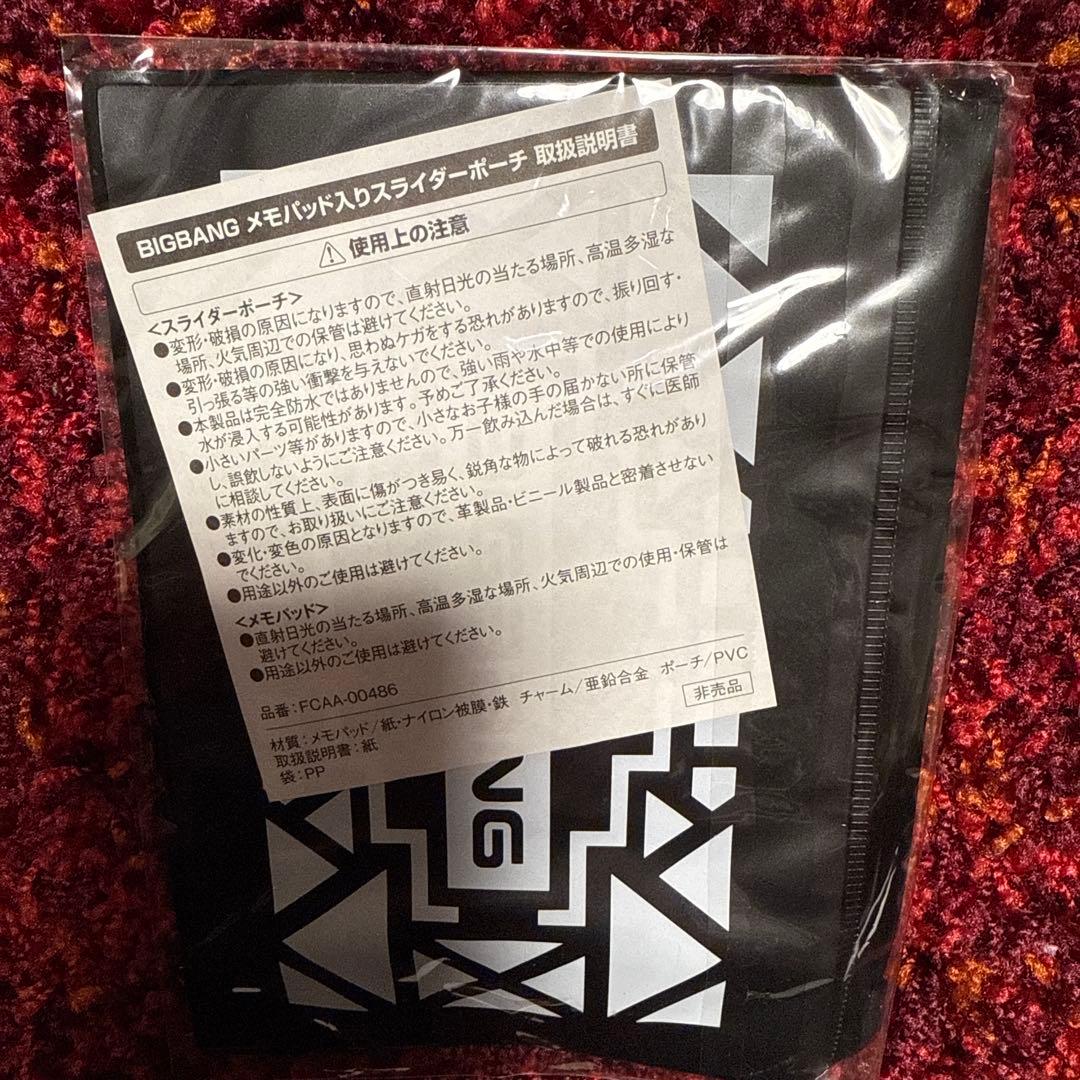 BIGBANG メモパッド入りスライダーポーチ 取扱説明書
使用上の注意
<スライダーポーチ>
●変形・破損の原因になりますので、直射日光の当たる場所、高温多湿な
場所、火気周辺での保管は避けてください。
●変形・破損の原因になり、思わぬケガをする恐れがありますので、振り回す・
引っ張る等の強い衝撃を与えないでください。
●本製品は完全防水ではありませんので、強い雨や水中等での使用により
水が浸入する可能性があります。予めご了承ください。
●小さいパーツ等がありますので、小さなお子様の手の届かない所に保管
し、誤飲しないようにご注意ください。万一飲み込んだ場合は、すぐに医師
に相談してください。
●素材の性質上、表面に傷がつき易く、鋭角な物によって破れる恐れがあり
ますので、お取り扱いにご注意ください。
●変化・変色の原因となりますので、革製品・ビニール製品と密着させない
でください。
●用途以外のご使用は避けてください。
<メモパッド>
●直射日光の当たる場所、高温多湿な場所、火気周辺での使用・保管は
避けてください。
●用途以外のご使用は避けてください。
品番：FCAA-00486
材質：メモパッド/紙・ナイロン被膜・鉄 チャーム/亜鉛合金 ポーチ/PVC
取扱説明書：紙
袋：PP
非売品
NG